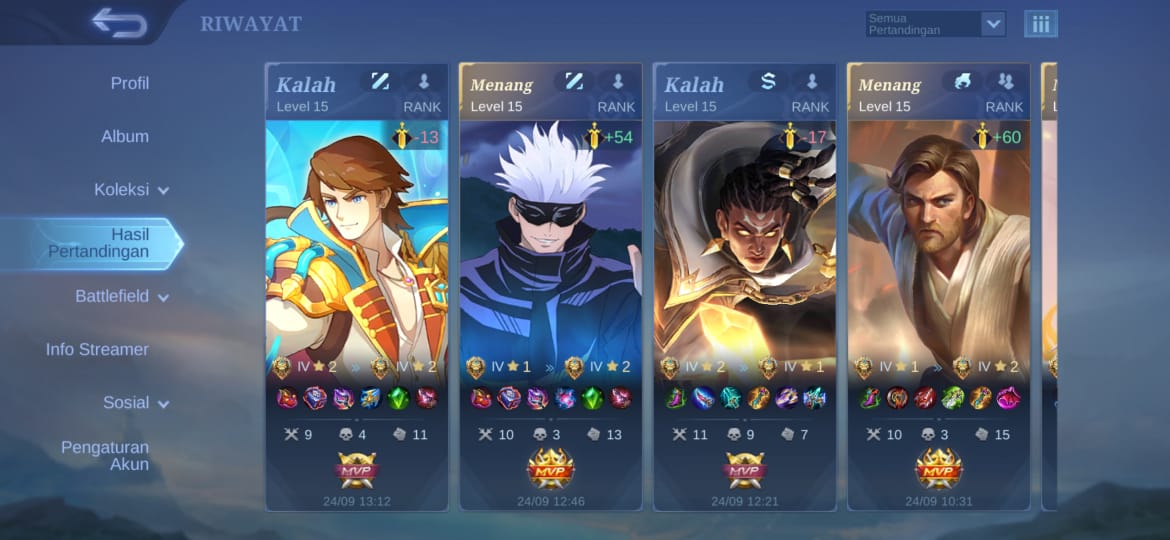 RIWAYAT
Semua
Pertandingan
Profil
Album
Koleksi
Hasil
Pertandingan
Battlefield
Info Streamer
Sosial
Pengaturan
Akun
Kalah
Level 15
RANK
-13
IV 2 » IV 2
9 4 11
MVP
24/09 13:12
Menang
Level 15
RANK
+54
IV 1 » IV 2
10 3 13
MVP
24/09 12:46
Kalah
Level 15
RANK
-17
IV 2 » IV 1
11 9 7
MVP
24/09 12:21
Menang
Level 15
RANK
+60
IV 1 » IV 2
10 3 15
MVP
24/09 10:31